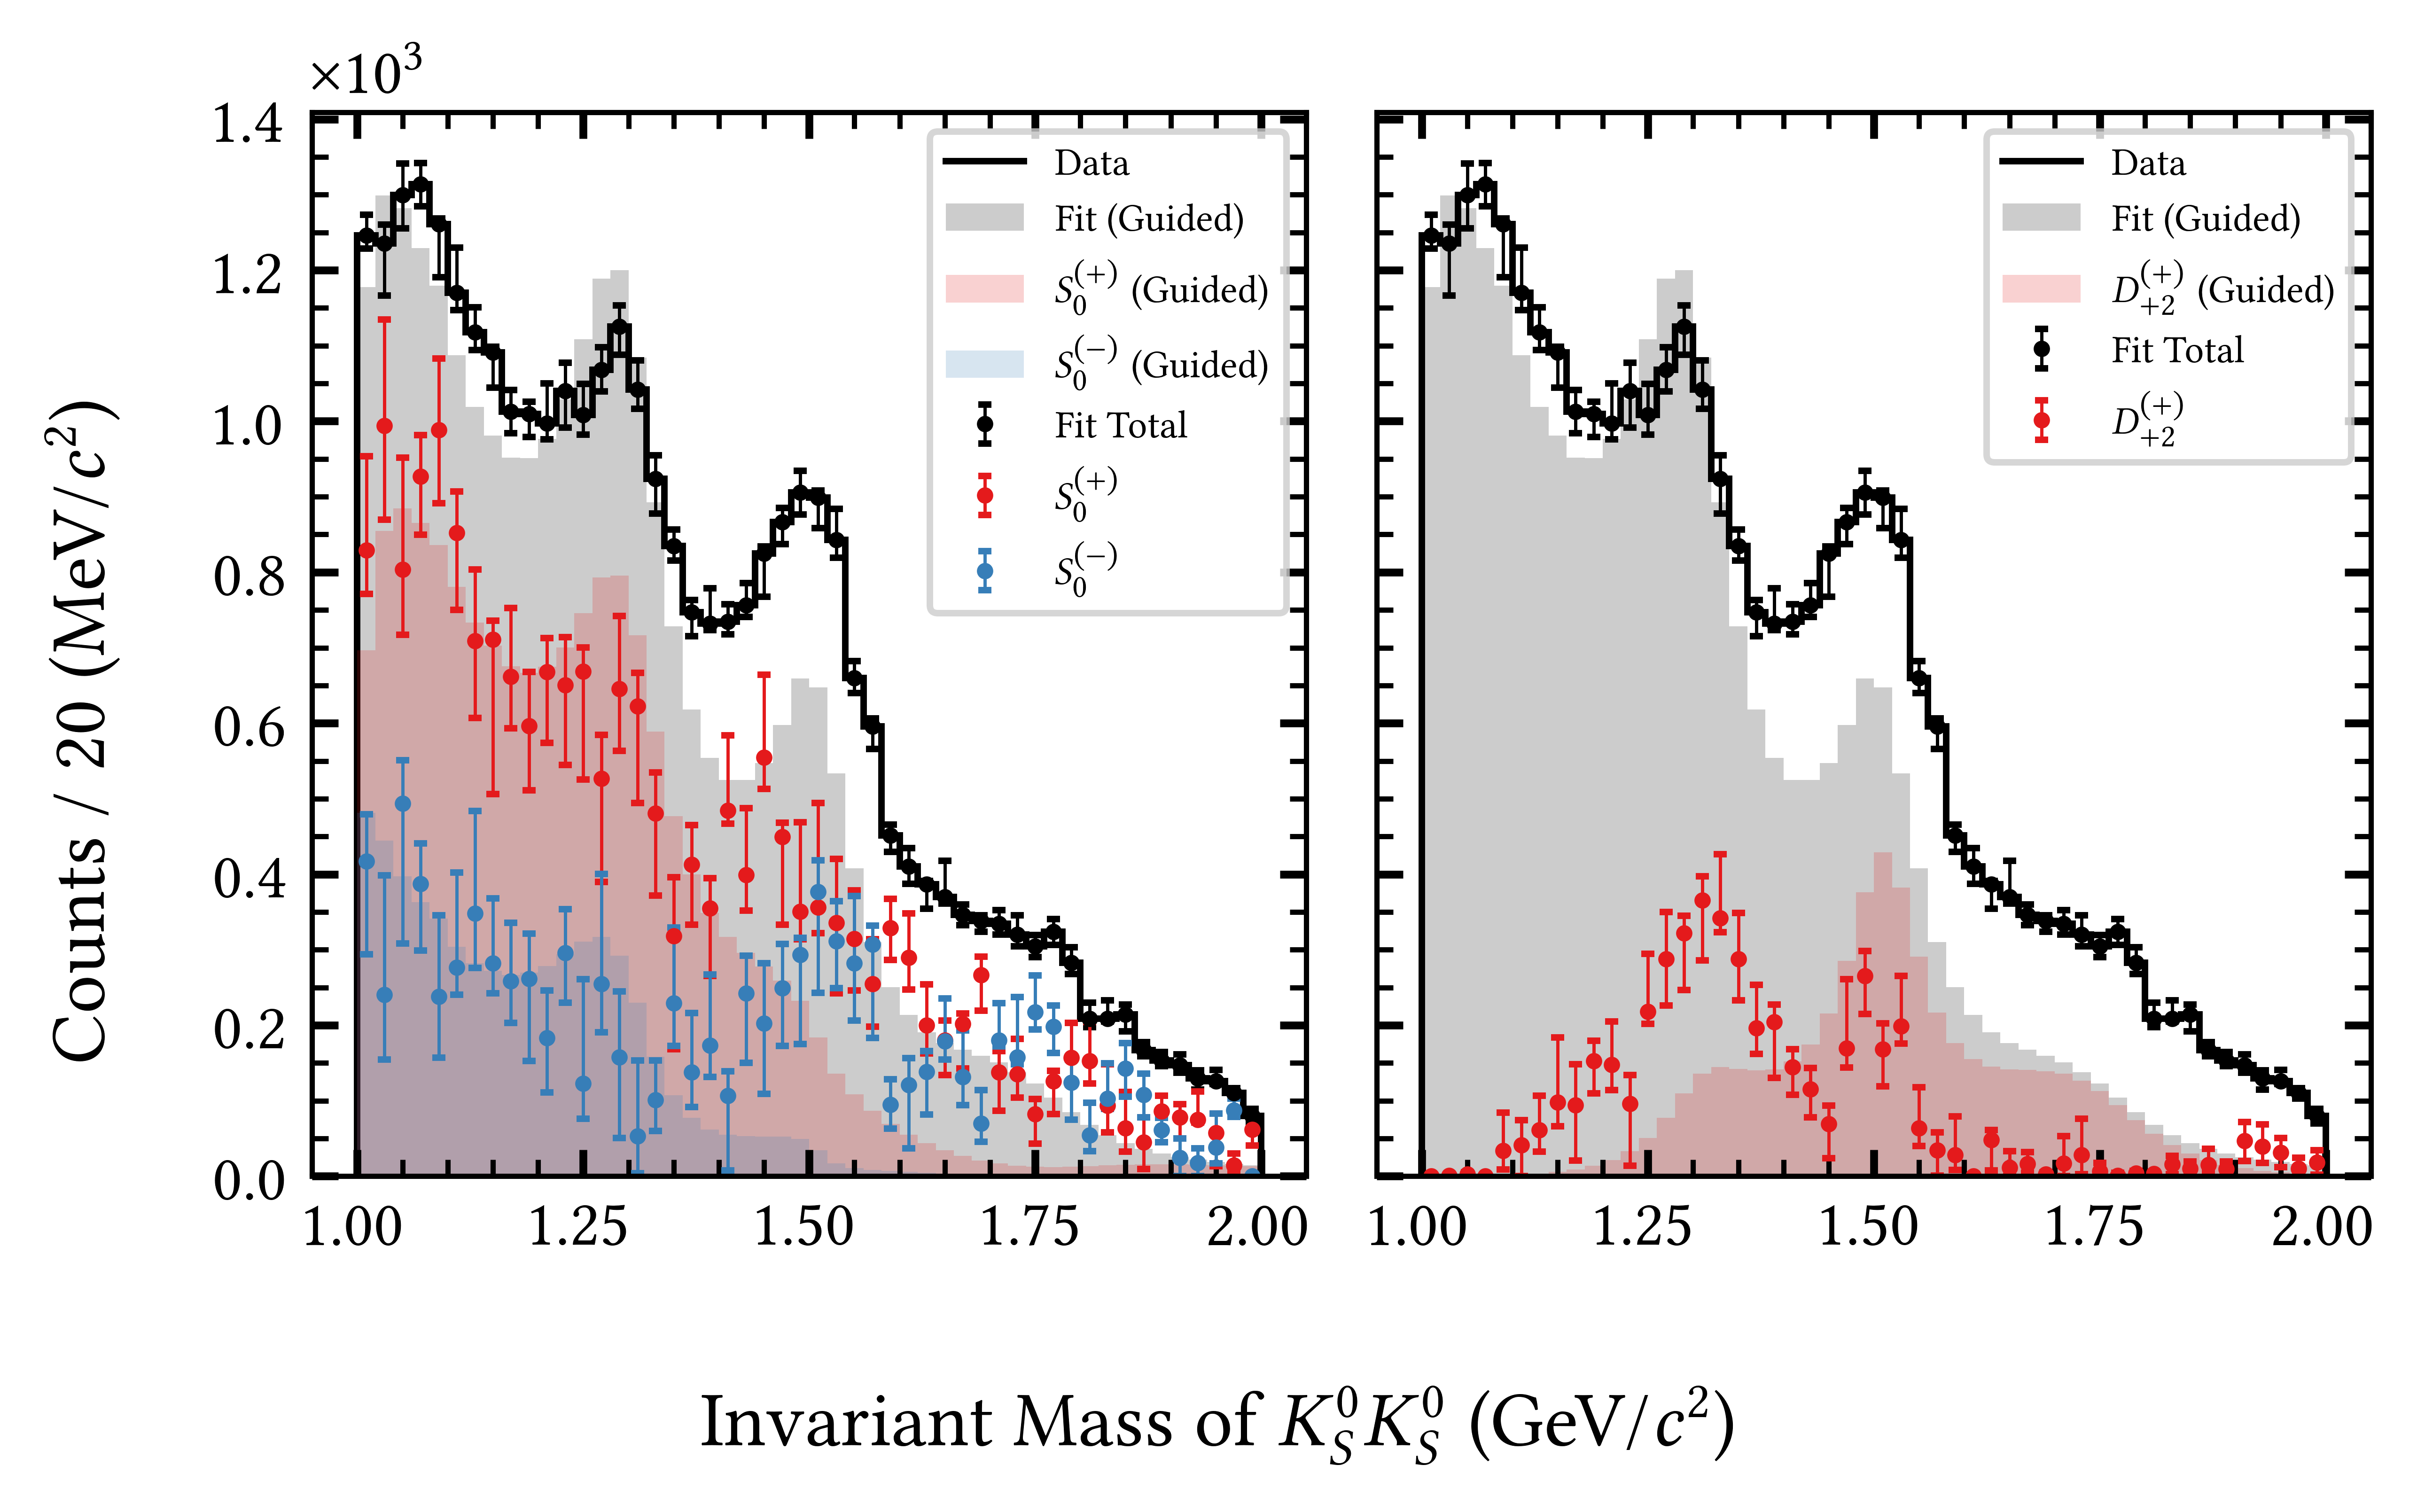 ×10³
Counts / 20 (MeV/c²)
1.4
1.2
1.0
0.8
0.6
0.4
0.2
0.0
Data
Fit (Guided)
S₀⁽⁺⁾ (Guided)
S₀⁽⁻⁾ (Guided)
Fit Total
S₀⁽⁺⁾
S₀⁽⁻⁾
1.00 1.25 1.50 1.75 2.00
Data
Fit (Guided)
D₊₂⁽⁺⁾ (Guided)
Fit Total
D₊₂⁽⁺⁾
1.00 1.25 1.50 1.75 2.00
Invariant Mass of K_S⁰K_S⁰ (GeV/c²)